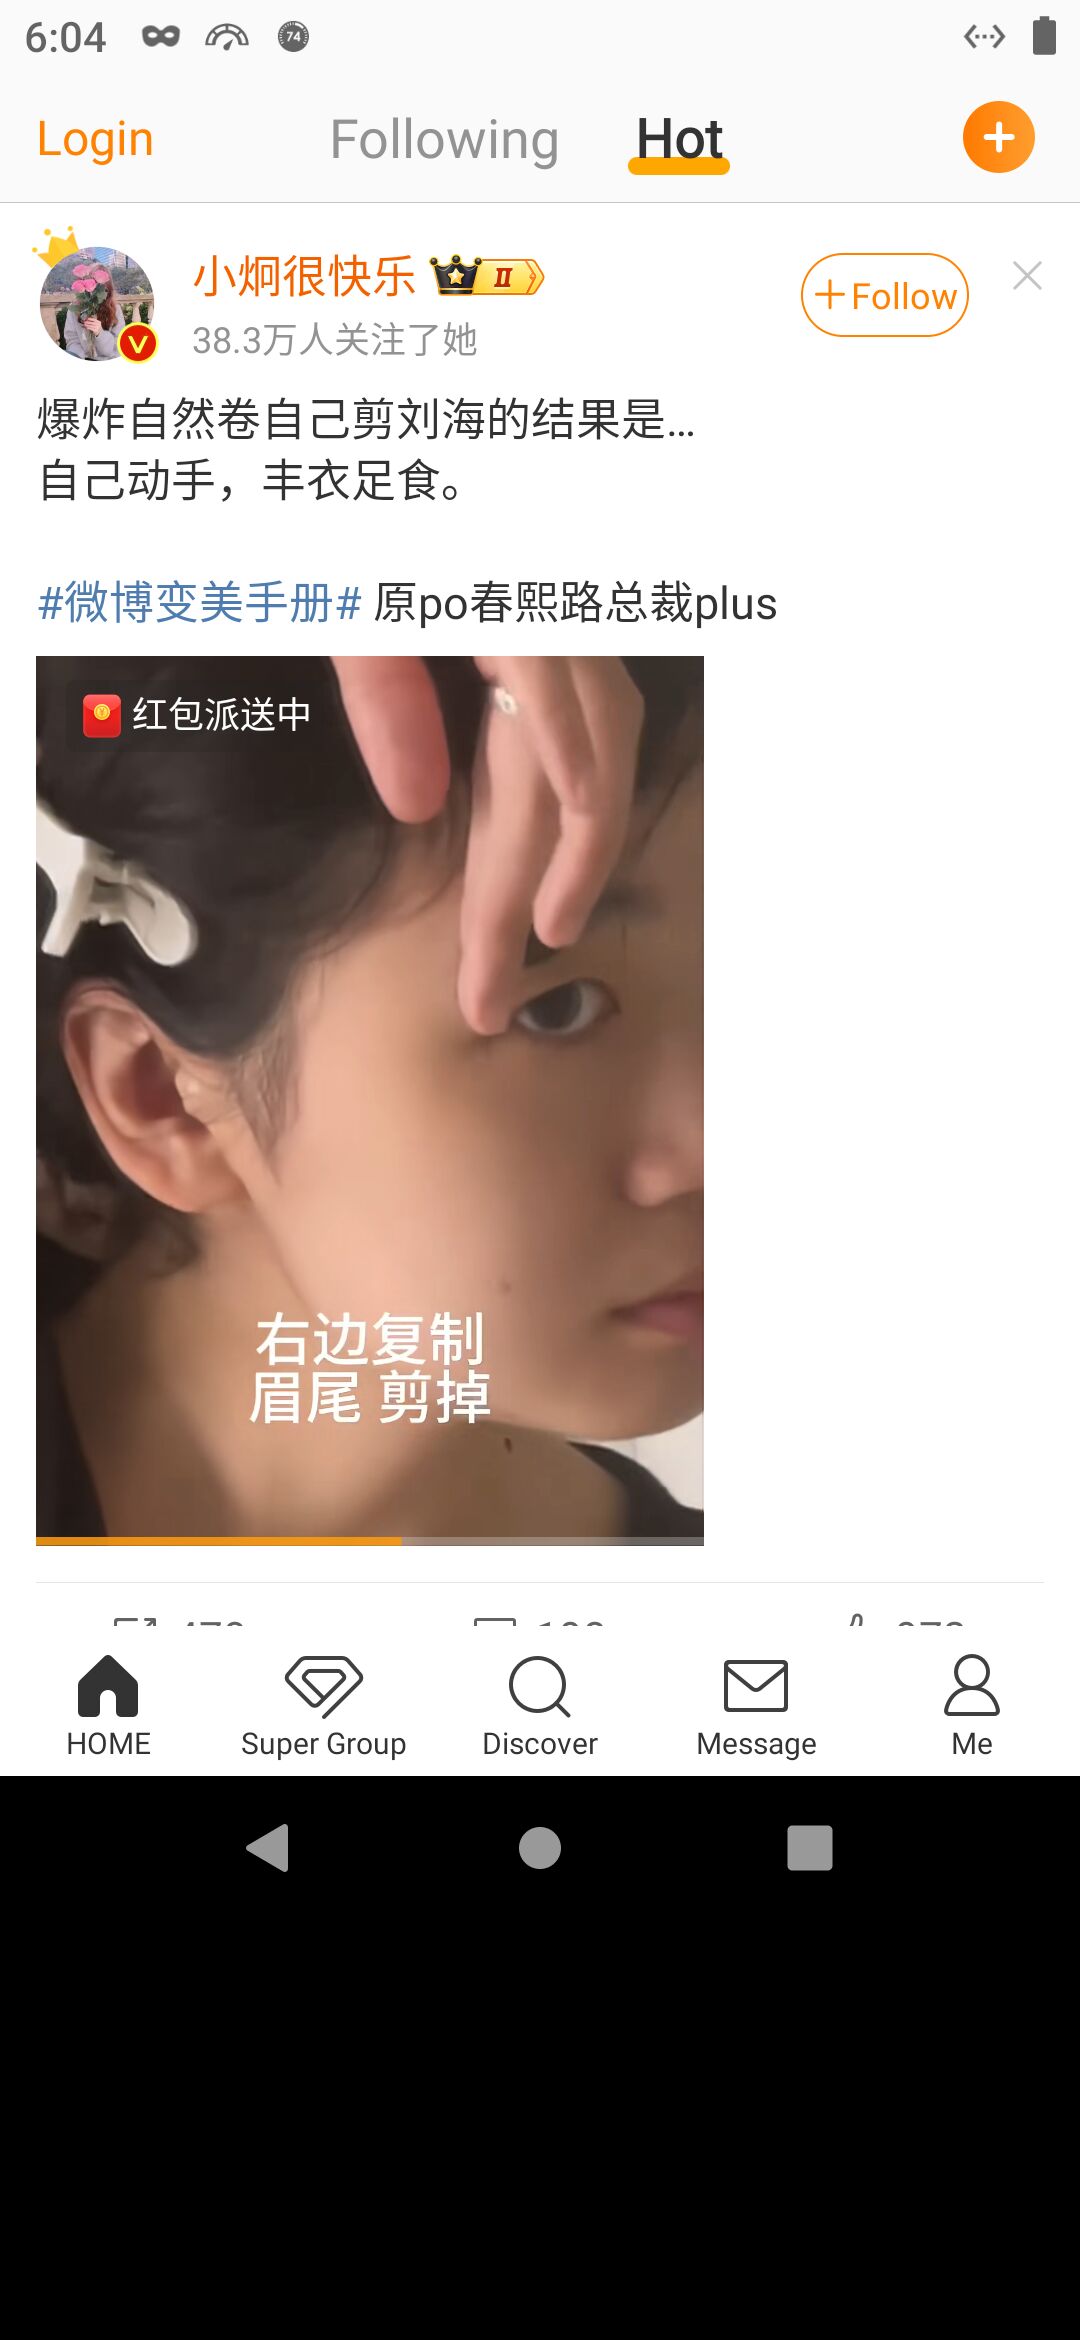 6:04
74
Login
Following
Hot
小炯很快乐
II
+Follow
38.3万人关注了她
爆炸自然卷自己剪刘海的结果是...
自己动手，丰衣足食。
#微博变美手册# 原po春熙路总裁plus
红包派送中
右边复制
眉尾 剪掉
HOME
Super Group
Discover
Message
Me